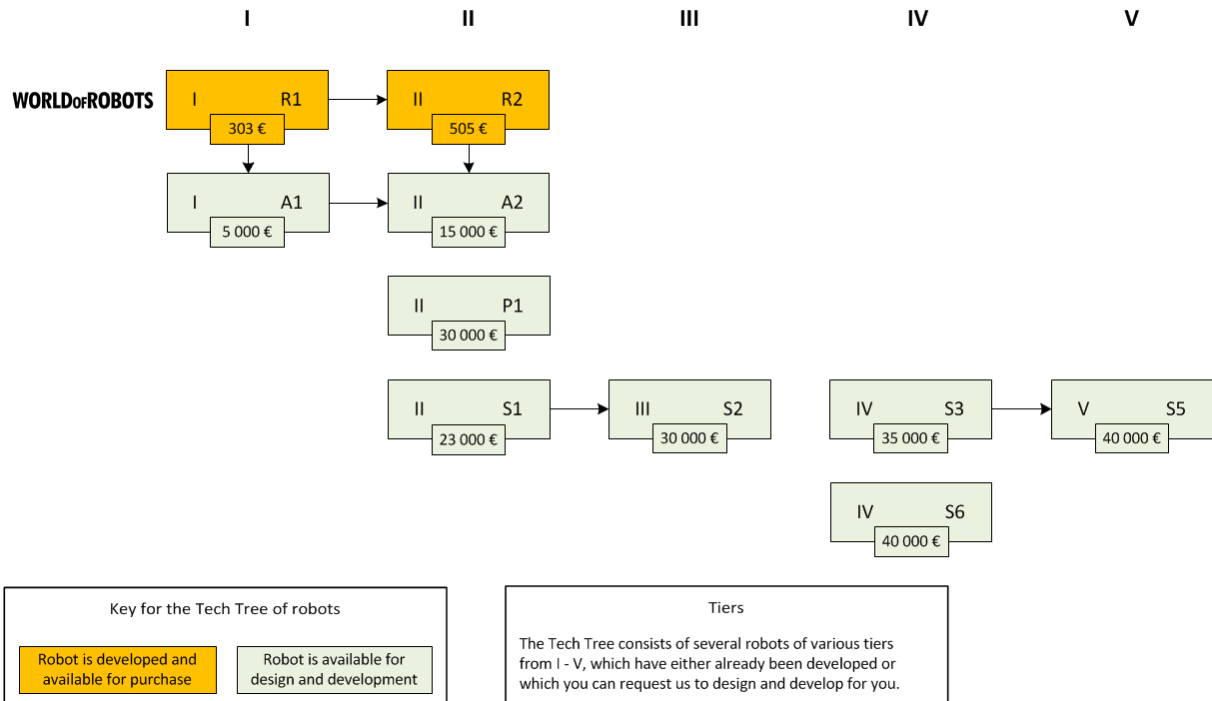 I II III IV V
WORLDOFROBOTS
I R1 II R2
303 € 505 €
I A1 II A2
5 000 € 15 000 €
II P1
30 000 €
II S1 III S2 IV S3 V S5
23 000 € 30 000 € 35 000 € 40 000 €
IV S6
40 000 €
Key for the Tech Tree of robots
Robot is developed and
available for purchase
Robot is available for
design and development
Tiers
The Tech Tree consists of several robots of various tiers
from I - V, which have either already been developed or
which you can request us to design and develop for you.